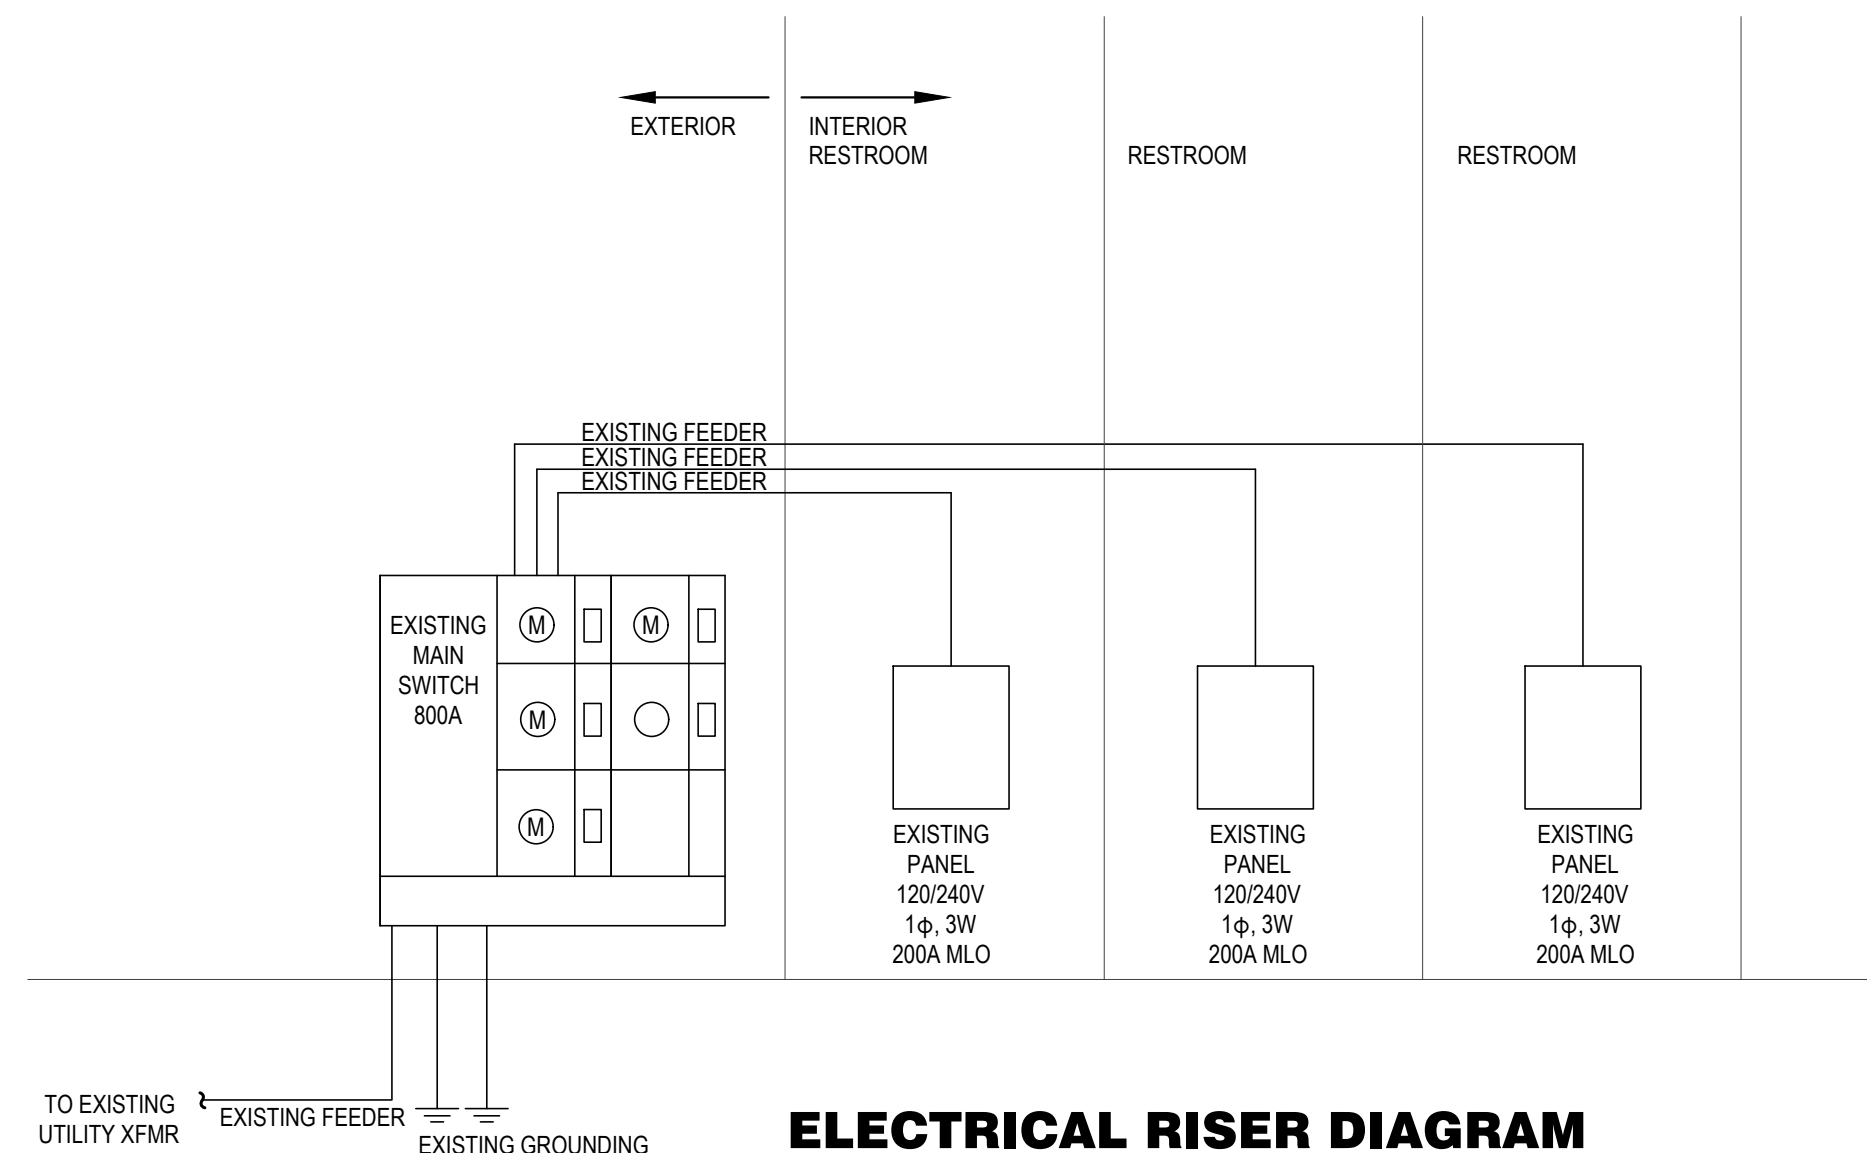 EXTERIOR
INTERIOR
RESTROOM
RESTROOM
RESTROOM
EXISTING FEEDER
EXISTING FEEDER
EXISTING FEEDER
EXISTING
MAIN
SWITCH
800A
M
M
M
M
EXISTING
PANEL
120/240V
1ϕ, 3W
200A MLO
EXISTING
PANEL
120/240V
1ϕ, 3W
200A MLO
EXISTING
PANEL
120/240V
1ϕ, 3W
200A MLO
TO EXISTING
UTILITY XFMR
EXISTING FEEDER
EXISTING GROUNDING
ELECTRICAL RISER DIAGRAM